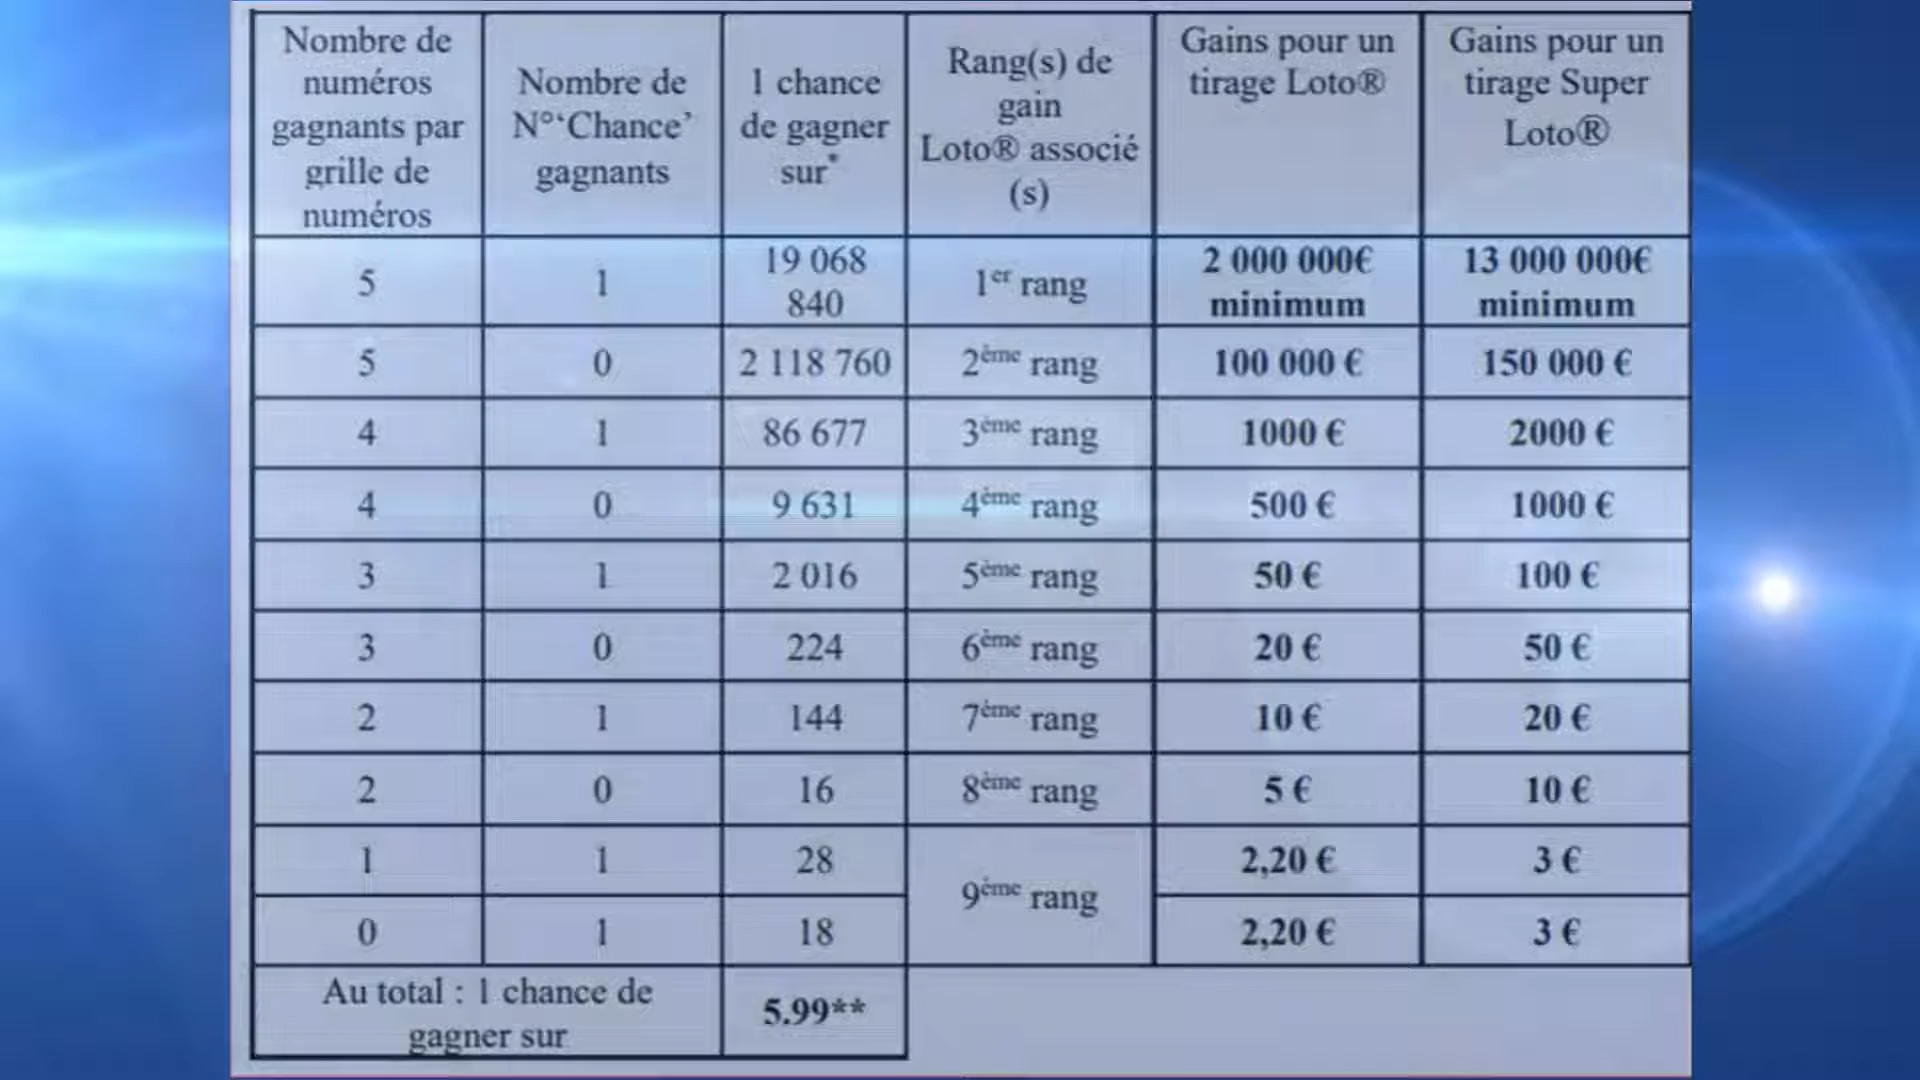 Nombre de
numéros
gagnants par
grille de
numéros
Nombre de
N°‘Chance’
gagnants
1 chance
de gagner
sur*
Rang(s) de
gain
Loto® associé
(s)
Gains pour un
tirage Loto®
Gains pour un
tirage Super
Loto®
5 1 19 068 840 1er rang 2 000 000€ minimum 13 000 000€ minimum
5 0 2 118 760 2ème rang 100 000 € 150 000 €
4 1 86 677 3ème rang 1000 € 2000 €
4 0 9 631 4ème rang 500 € 1000 €
3 1 2 016 5ème rang 50 € 100 €
3 0 224 6ème rang 20 € 50 €
2 1 144 7ème rang 10 € 20 €
2 0 16 8ème rang 5 € 10 €
1 1 28 9ème rang 2,20 € 3 €
0 1 18 2,20 € 3 €
Au total : 1 chance de
gagner sur
5.99**